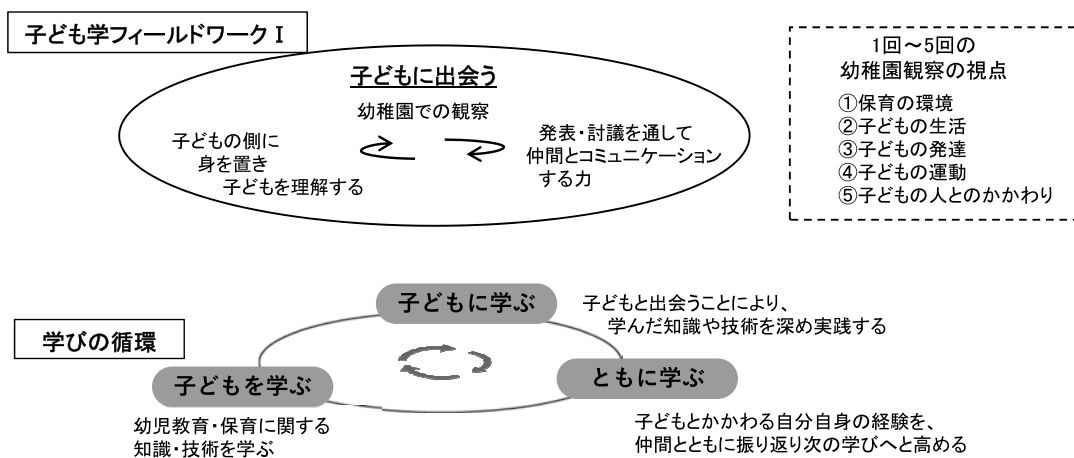 子ども学フィールドワークⅠ
子どもに出会う
幼稚園での観察
子どもの側に
身を置き
子どもを理解する
発表・討議を通して
仲間とコミュニケーション
する力
1回～5回の
幼稚園観察の視点
①保育の環境
②子どもの生活
③子どもの発達
④子どもの運動
⑤子どもの人とのかかわり
学びの循環
子どもに学ぶ
子どもと出会うことにより、
学んだ知識や技術を深め実践する
子どもを学ぶ
幼児教育・保育に関する
知識・技術を学ぶ
ともに学ぶ
子どもとかかわる自分自身の経験を、
仲間とともに振り返り次の学びへと高める